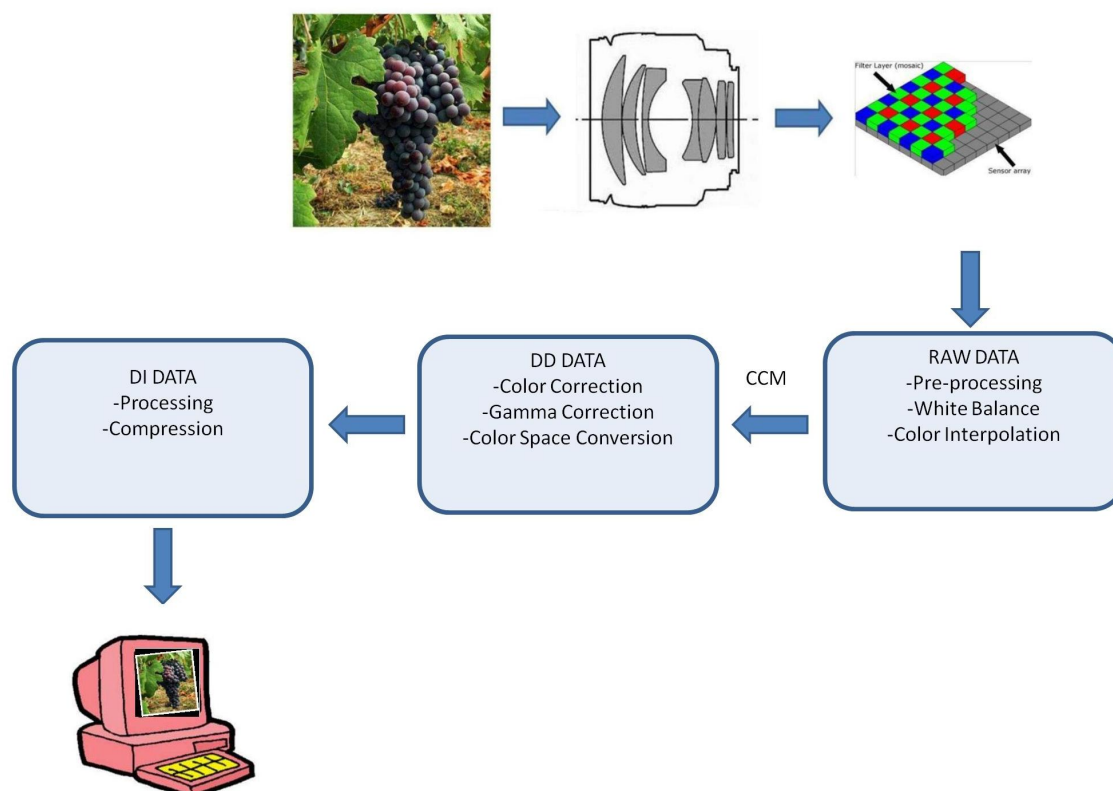 Filter Layer (mosaic)
Sensor array
RAW DATA
-Pre-processing
-White Balance
-Color Interpolation
CCM
DD DATA
-Color Correction
-Gamma Correction
-Color Space Conversion
DI DATA
-Processing
-Compression